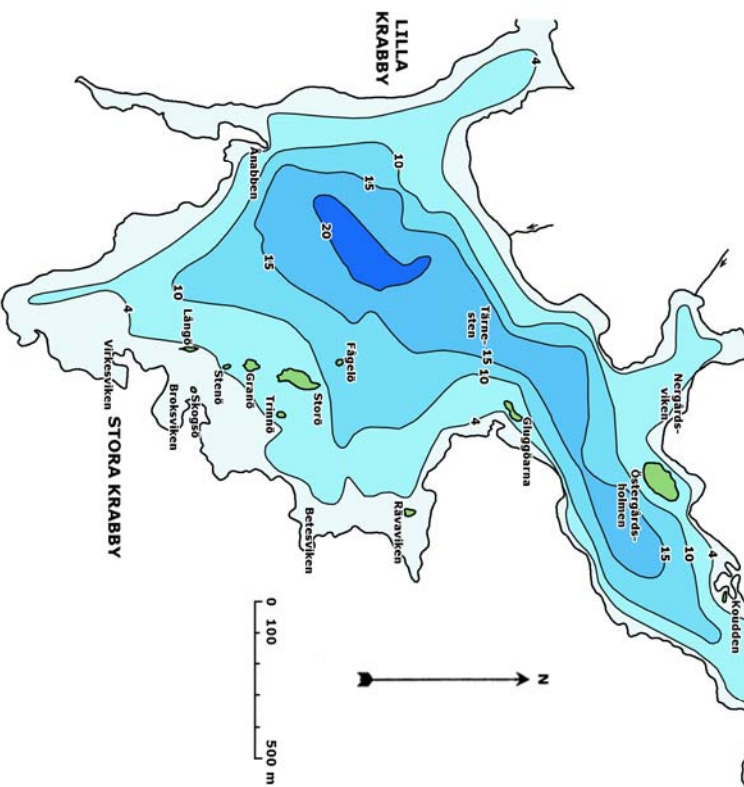 LILLA
KRABBY
4
10
15
20
15
10
4
Ånabben
Tärne-
sten
15
10
4
Nergårds-
viken
Östergårds-
holmen
15
10
4
Koudden
Gluggöarna
Fågelö
Storö
Trinnö
Granö
Stenö
Långö
Skogsö
Broksviken
Virkesviken
STORA KRABBY
Råvaviken
Betesviken
N
0 100 500 m